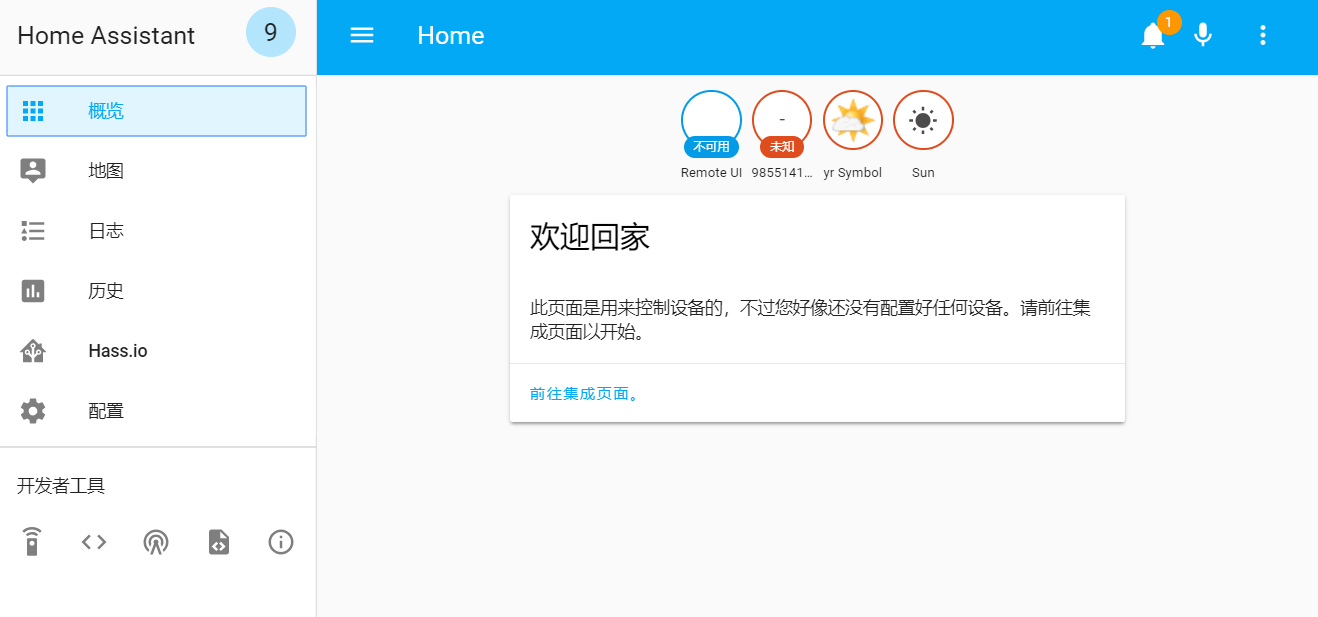 Home Assistant
9
Home
1
概览
地图
日志
历史
Hass.io
配置
开发者工具
-
不可用
未知
Remote UI
9855141...
yr Symbol
Sun
欢迎回家
此页面是用来控制设备的，不过您好像还没有配置好任何设备。请前往集
成页面以开始。
前往集成页面。